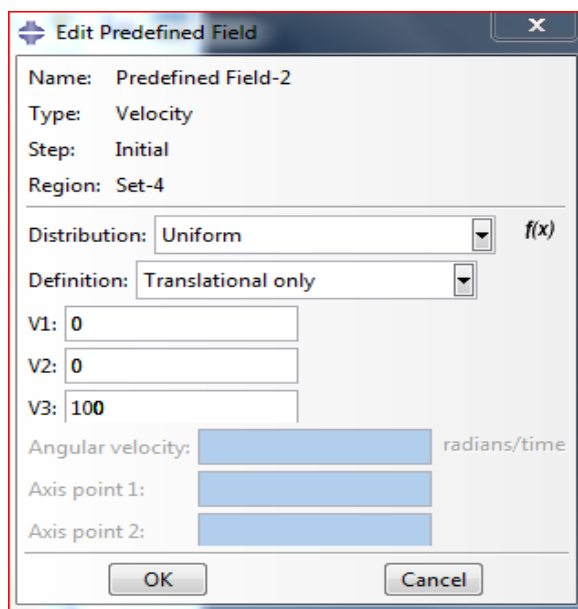 Edit Predefined Field x
Name: Predefined Field-2
Type: Velocity
Step: Initial
Region: Set-4
Distribution: Uniform f(x)
Definition: Translational only
V1: 0
V2: 0
V3: 100
Angular velocity: radians/time
Axis point 1:
Axis point 2:
OK Cancel